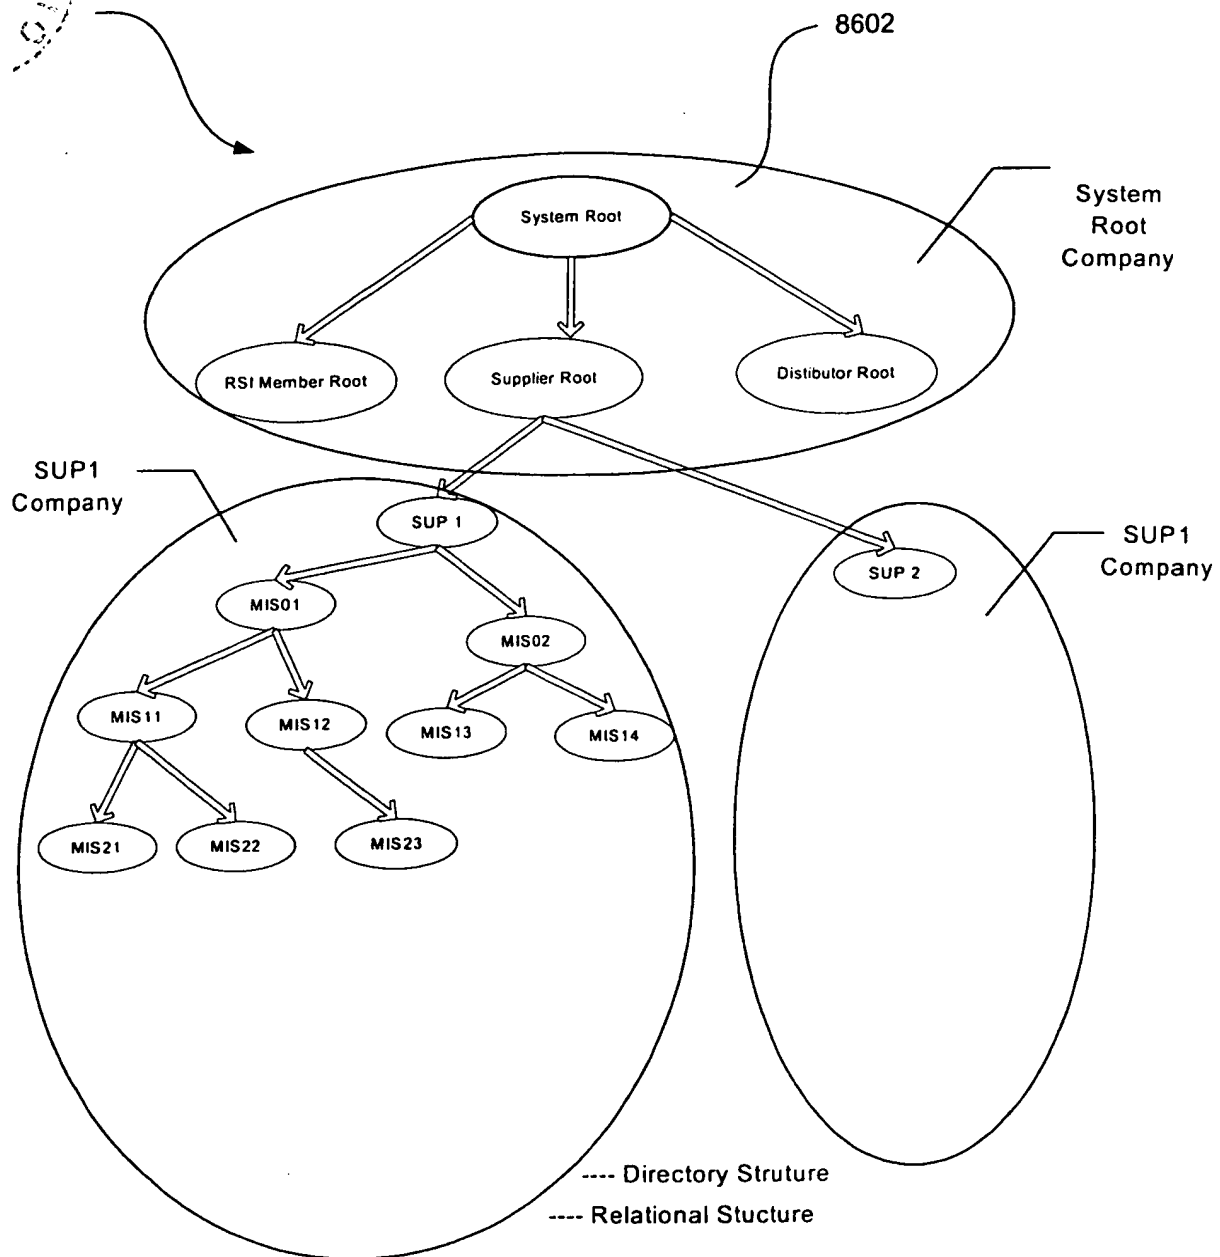 8602
System
Root
Company
System Root
RSI Member Root
Supplier Root
Distibutor Root
SUP1
Company
SUP 1
SUP1
Company
SUP 2
MIS01
MIS02
MIS11
MIS12
MIS13
MIS14
MIS21
MIS22
MIS23
---- Directory Struture
---- Relational Stucture